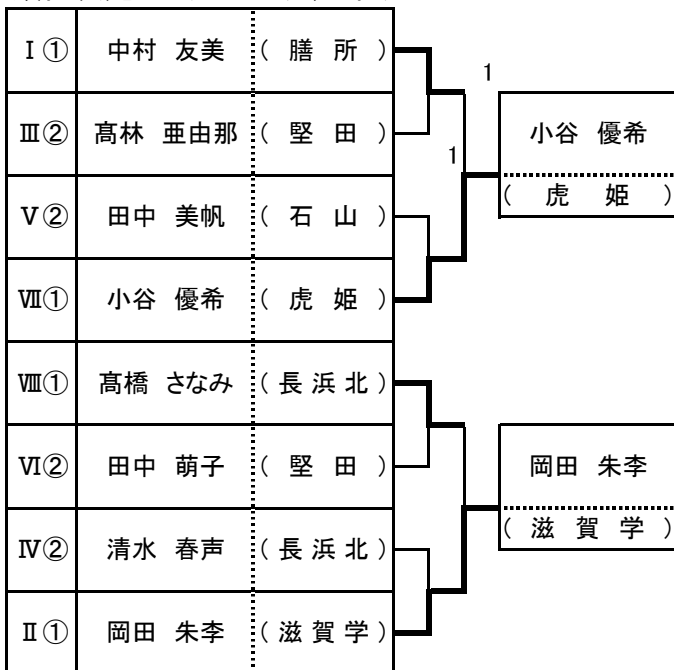 Ⅰ① 中村 友美 ( 膳 所 )
1
Ⅲ② 髙林 亜由那 ( 堅 田 )
小谷 優希
1
( 虎 姫 )
Ⅴ② 田中 美帆 ( 石 山 )
Ⅶ① 小谷 優希 ( 虎 姫 )
Ⅷ① 髙橋 さなみ ( 長 浜 北 )
Ⅵ② 田中 萌子 ( 堅 田 )
岡田 朱李
( 滋 賀 学 )
Ⅳ② 清水 春声 ( 長 浜 北 )
Ⅱ① 岡田 朱李 ( 滋 賀 学 )